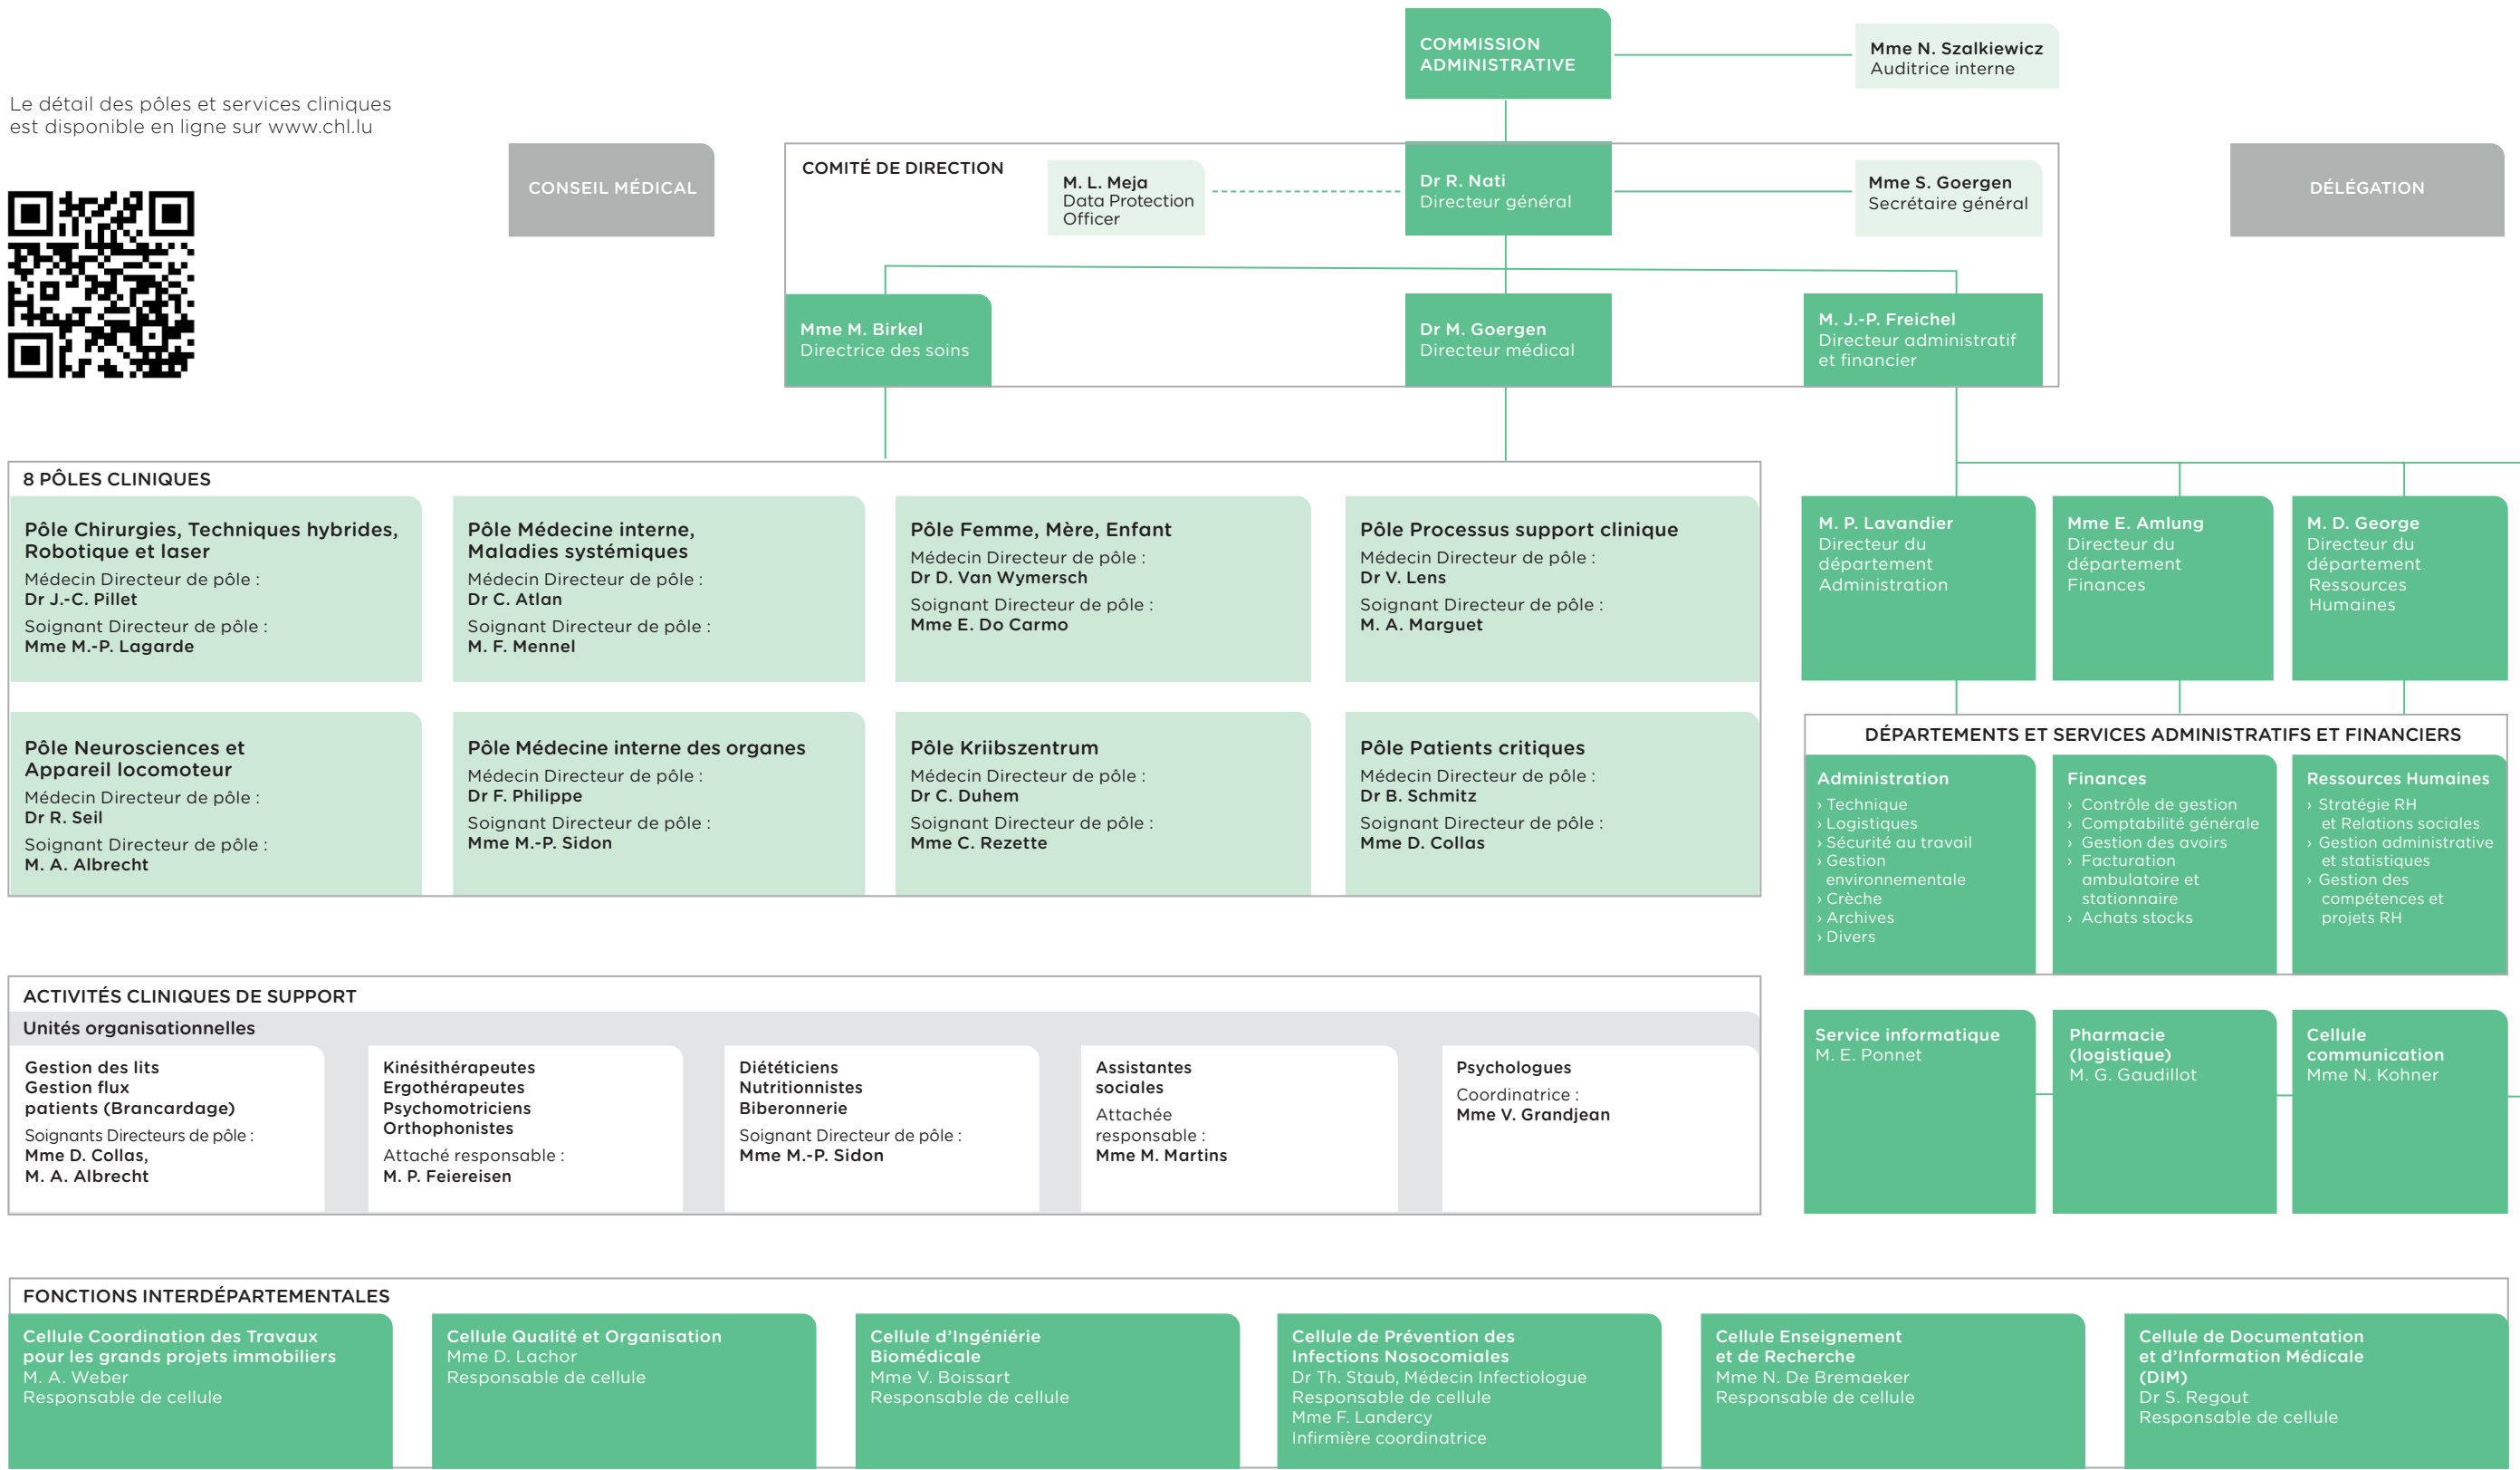 COMMISSION
ADMINISTRATIVE
Mme N. Szalkiewicz
Auditrice interne
Le détail des pôles et services cliniques
est disponible en ligne sur www.chl.lu
CONSEIL MÉDICAL
COMITÉ DE DIRECTION
M. L. Meja
Data Protection
Officer
Dr R. Nati
Directeur général
Mme S. Goergen
Secrétaire général
DÉLÉGATION
Mme M. Birkel
Directrice des soins
Dr M. Goergen
Directeur médical
M. J.-P. Freichel
Directeur administratif
et financier
8 PÔLES CLINIQUES
Pôle Chirurgies, Techniques hybrides,
Robotique et laser
Médecin Directeur de pôle :
Dr J.-C. Pillet
Soignant Directeur de pôle :
Mme M.-P. Lagarde
Pôle Médecine interne,
Maladies systémiques
Médecin Directeur de pôle :
Dr C. Atlan
Soignant Directeur de pôle :
M. F. Mennel
Pôle Femme, Mère, Enfant
Médecin Directeur de pôle :
Dr D. Van Wymersch
Soignant Directeur de pôle :
Mme E. Do Carmo
Pôle Processus support clinique
Médecin Directeur de pôle :
Dr V. Lens
Soignant Directeur de pôle :
M. A. Marguet
M. P. Lavandier
Directeur du
département
Administration
Mme E. Amlung
Directeur du
département
Finances
M. D. George
Directeur du
département
Ressources
Humaines
Pôle Neurosciences et
Appareil locomoteur
Médecin Directeur de pôle :
Dr R. Seil
Soignant Directeur de pôle :
M. A. Albrecht
Pôle Médecine interne des organes
Médecin Directeur de pôle :
Dr F. Philippe
Soignant Directeur de pôle :
Mme M.-P. Sidon
Pôle Kriibszentrum
Médecin Directeur de pôle :
Dr C. Duhem
Soignant Directeur de pôle :
Mme C. Rezette
Pôle Patients critiques
Médecin Directeur de pôle :
Dr B. Schmitz
Soignant Directeur de pôle :
Mme D. Collas
DÉPARTEMENTS ET SERVICES ADMINISTRATIFS ET FINANCIERS
Administration
› Technique
› Logistiques
› Sécurité au travail
› Gestion
environnementale
› Crèche
› Archives
› Divers
Finances
› Contrôle de gestion
› Comptabilité générale
› Gestion des avoirs
› Facturation
ambulatoire et
stationnaire
› Achats stocks
Ressources Humaines
› Stratégie RH
et Relations sociales
› Gestion administrative
et statistiques
› Gestion des
compétences et
projets RH
ACTIVITÉS CLINIQUES DE SUPPORT
Unités organisationnelles
Gestion des lits
Gestion flux
patients (Brancardage)
Soignants Directeurs de pôle :
Mme D. Collas,
M. A. Albrecht
Kinésithérapeutes
Ergothérapeutes
Psychomotriciens
Orthophonistes
Attaché responsable :
M. P. Feiereisen
Diététiciens
Nutritionnistes
Biberonnerie
Soignant Directeur de pôle :
Mme M.-P. Sidon
Assistantes
sociales
Attachée
responsable :
Mme M. Martins
Psychologues
Coordinatrice :
Mme V. Grandjean
Service informatique
M. E. Ponnet
Pharmacie
(logistique)
M. G. Gaudillot
Cellule
communication
Mme N. Kohner
FONCTIONS INTERDÉPARTEMENTALES
Cellule Coordination des Travaux
pour les grands projets immobiliers
M. A. Weber
Responsable de cellule
Cellule Qualité et Organisation
Mme D. Lachor
Responsable de cellule
Cellule d'Ingéniérie
Biomédicale
Mme V. Boissart
Responsable de cellule
Cellule de Prévention des
Infections Nosocomiales
Dr Th. Staub, Médecin Infectiologue
Responsable de cellule
Mme F. Landercy
Infirmière coordinatrice
Cellule Enseignement
et de Recherche
Mme N. De Bremaeker
Responsable de cellule
Cellule de Documentation
et d'Information Médicale
(DIM)
Dr S. Regout
Responsable de cellule